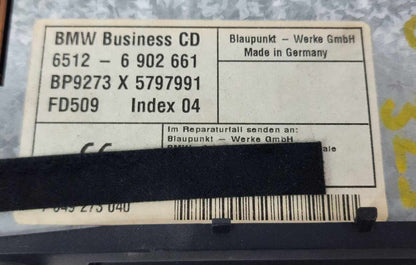 BMW Business CD
6512 - 6 902 661
BP9273 X 5797991
FD509 Index 04
Blaupunkt - Werke GmbH
Made in Germany
Im Reparaturfall senden an:
Blaupunkt - Werke GmbH